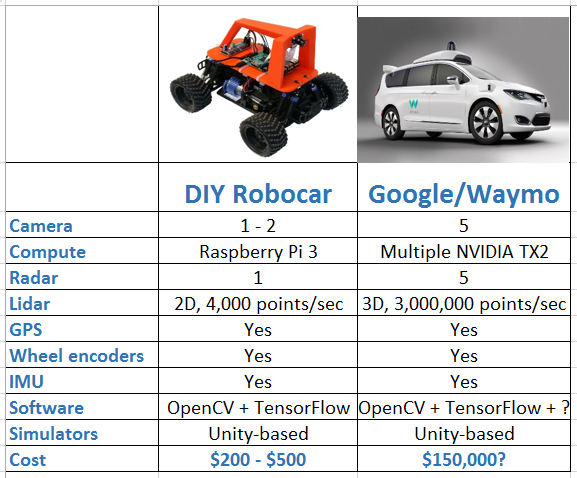 W
DIY Robocar Google/Waymo
Camera 1 - 2 5
Compute Raspberry Pi 3 Multiple NVIDIA TX2
Radar 1 5
Lidar 2D, 4,000 points/sec 3D, 3,000,000 points/sec
GPS Yes Yes
Wheel encoders Yes Yes
IMU Yes Yes
Software OpenCV + TensorFlow OpenCV + TensorFlow + ?
Simulators Unity-based Unity-based
Cost $200 - $500 $150,000?